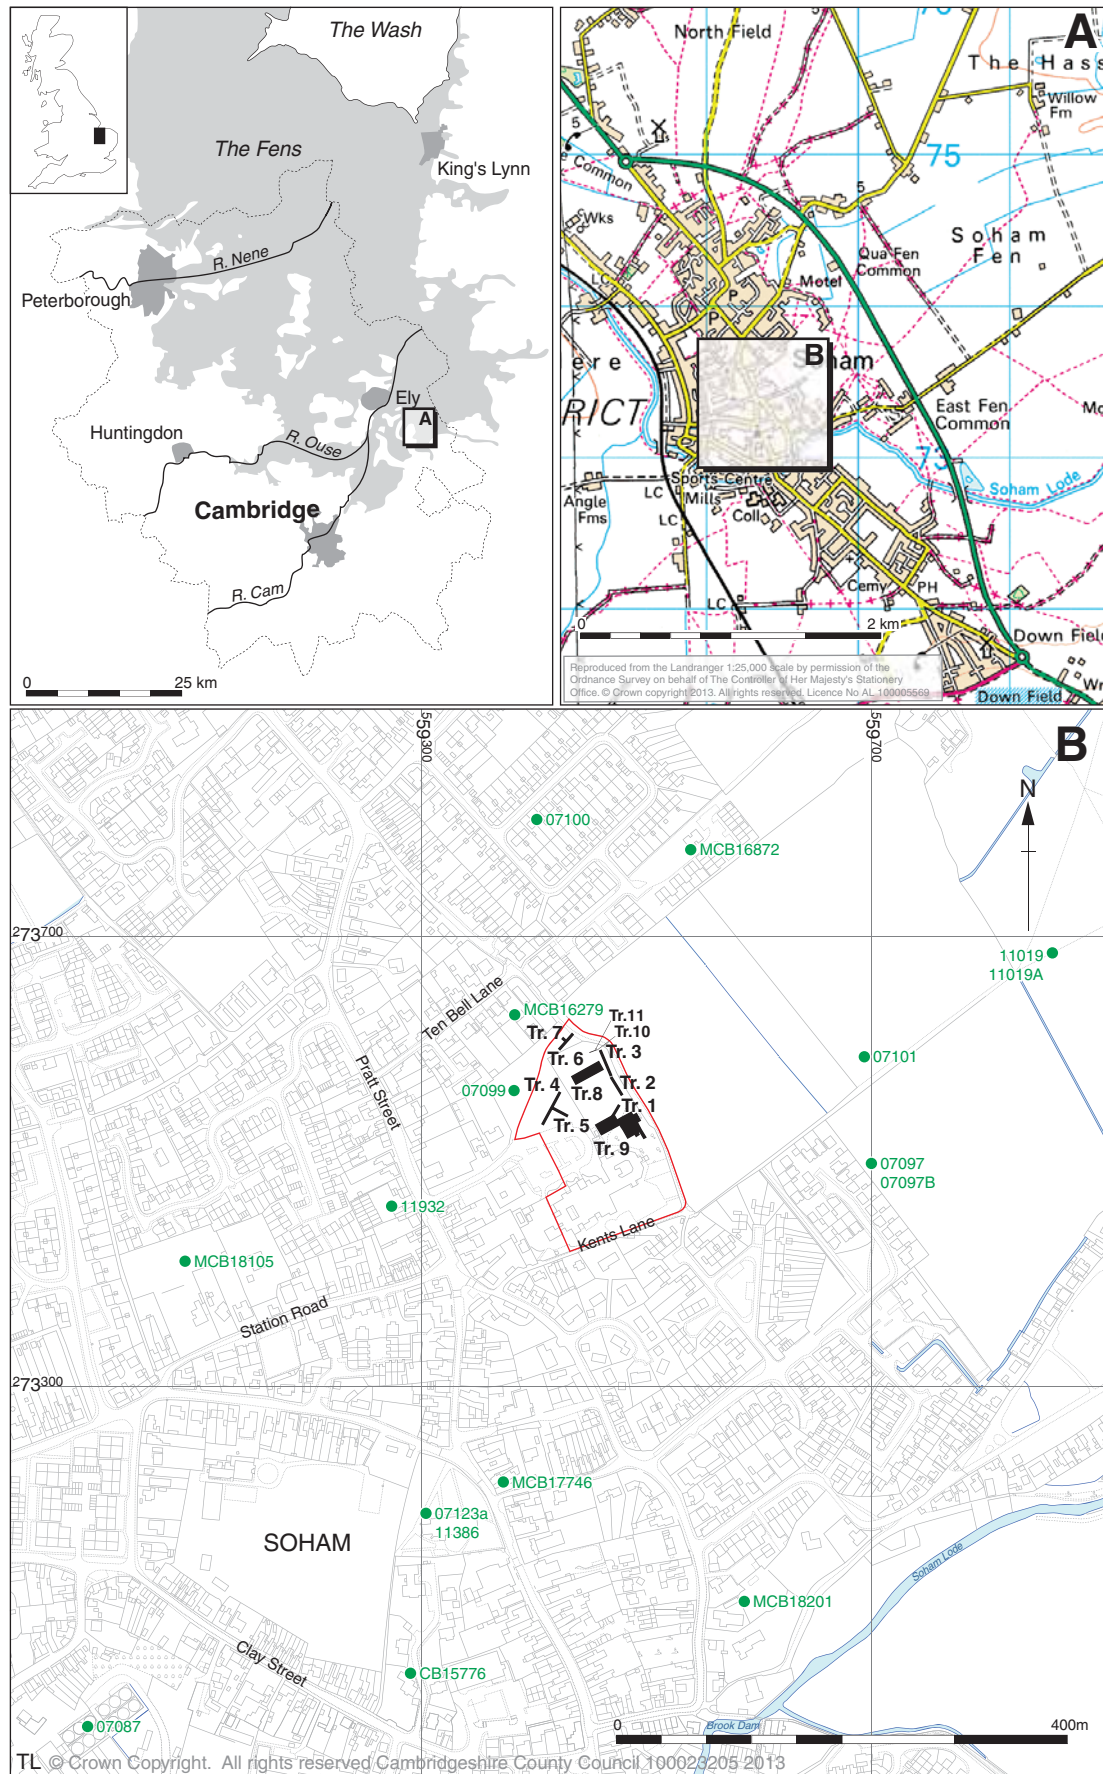 The Wash
The Fens
King's Lynn
R. Nene
Peterborough
Ely
A
Huntingdon
R. Ouse
Cambridge
R. Cam
0
25 km
A
North Field
The Hass
Willow
Fm
5
75
e Common
5
Wks
Soham
Fen
Qua Fen
Common
LC
Motel
P
P
B
S
ham
ere
RICT
East Fen
Common
Mo
73
Sports Centre
Soham Lode
LC
Mills
Angle
Fms
Coll
LC
Cemy
PH
LC
0
2 km
Down Field
Reproduced from the Landranger 1:25,000 scale by permission of the
Ordnance Survey on behalf of The Controller of Her Majesty's Stationery
Office. © Crown copyright 2013. All rights reserved. Licence No AL 100005569
Down Field
B
559300
559700
N
07100
MCB16872
273700
11019
11019A
Ten Bell Lane
MCB16279
Tr.11
Tr. 7
Tr.10
Tr. 6
Tr. 3
07101
Pratt Street
07099
Tr. 4
Tr.8
Tr. 2
Tr. 1
Tr. 5
Tr. 9
07097
07097B
11932
Kents Lane
MCB18105
Station Road
273300
MCB17746
07123a
11386
SOHAM
Soham Lode
MCB18201
Clay Street
CB15776
07087
Brook Dam
0
400m
TL © Crown Copyright. All rights reserved Cambridgeshire County Council 100023205 2013